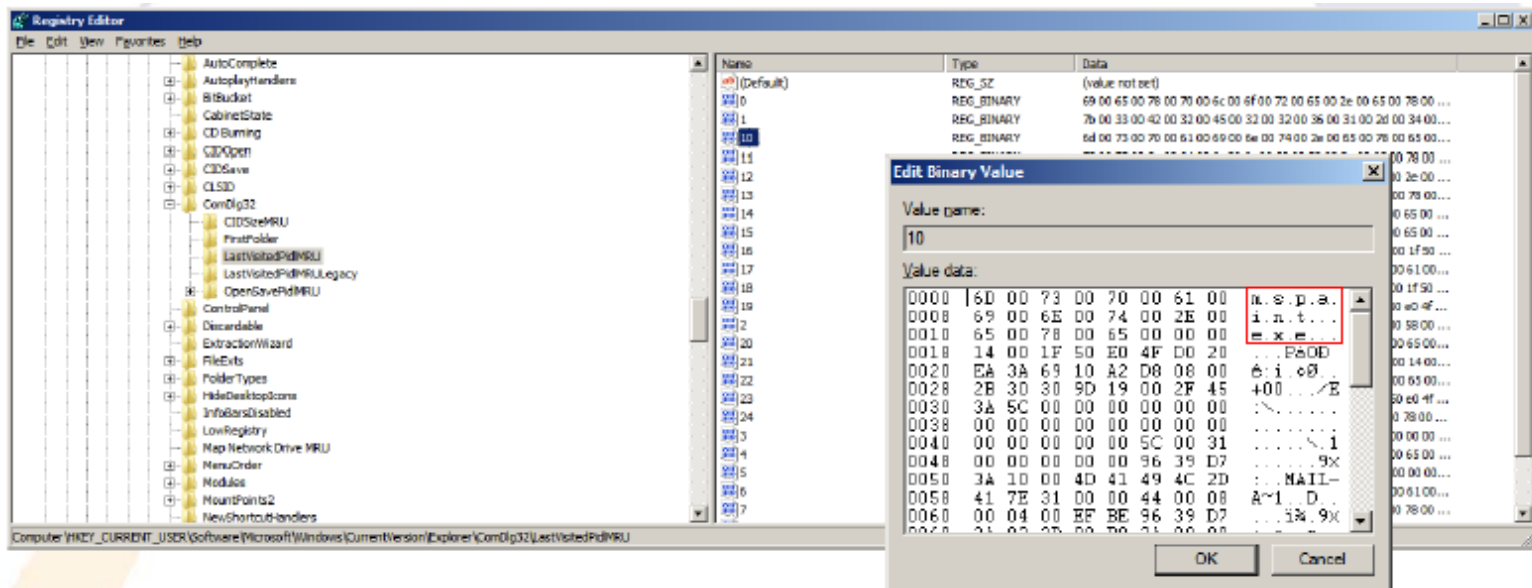 Registry Editor
File Edit View Favorites Help
AutoComplete
AutoplayHandlers
BitBucket
CabinetState
CD Burning
CIDOpen
CIDSave
CLSID
ComDlg32
CIDSizeMRU
FirstFolder
LastVisitedPidlMRU
LastVisitedPidlMRULegacy
OpenSavePidlMRU
ControlPanel
Discardable
ExtractionWizard
FileExts
FolderTypes
HideDesktopIcons
InfoBarsDisabled
LowRegistry
Map Network Drive MRU
MenuOrder
Modules
MountPoints2
NewShortcutHandlers
Name Type Data
(Default) REG_SZ (value not set)
0 REG_BINARY 69 00 65 00 78 00 70 00 6c 00 6f 00 72 00 65 00 2e 00 65 00 78 00 ...
1 REG_BINARY 7b 00 33 00 42 00 32 00 45 00 32 00 32 00 36 00 31 00 2d 00 34 00...
10 REG_BINARY 6d 00 73 00 70 00 61 00 69 00 6e 00 74 00 2e 00 65 00 78 00 65 00...
11
12
13
14
15
16
17
18
19
2
20
21
22
23
24
3
4
5
6
7
Edit Binary Value
Value name:
10
Value data:
0000 6D 00 73 00 70 00 61 00 m.s.p.a.
0008 69 00 6E 00 74 00 2E 00 i.n.t...
0010 65 00 78 00 65 00 00 00 e.x.e...
0018 14 00 1F 50 E0 4F D0 20 ...PàOÐ
0020 EA 3A 69 10 A2 D8 08 00 ê:i.¢Ø..
0028 2B 30 30 9D 19 00 2F 45 +00.../E
0030 3A 5C 00 00 00 00 00 00 :\......
0038 00 00 00 00 00 00 00 00 ........
0040 00 00 00 00 00 5C 00 31 .....\.1
0048 00 00 00 00 00 96 39 D7 ......9×
0050 3A 10 00 4D 41 49 4C 2D :..MAIL-
0058 41 7E 31 00 00 44 00 08 A~1..D..
0060 00 04 00 EF BE 96 39 D7 ...ï¾.9×
OK Cancel
Computer\HKEY_CURRENT_USER\Software\Microsoft\Windows\CurrentVersion\Explorer\ComDlg32\LastVisitedPidlMRU